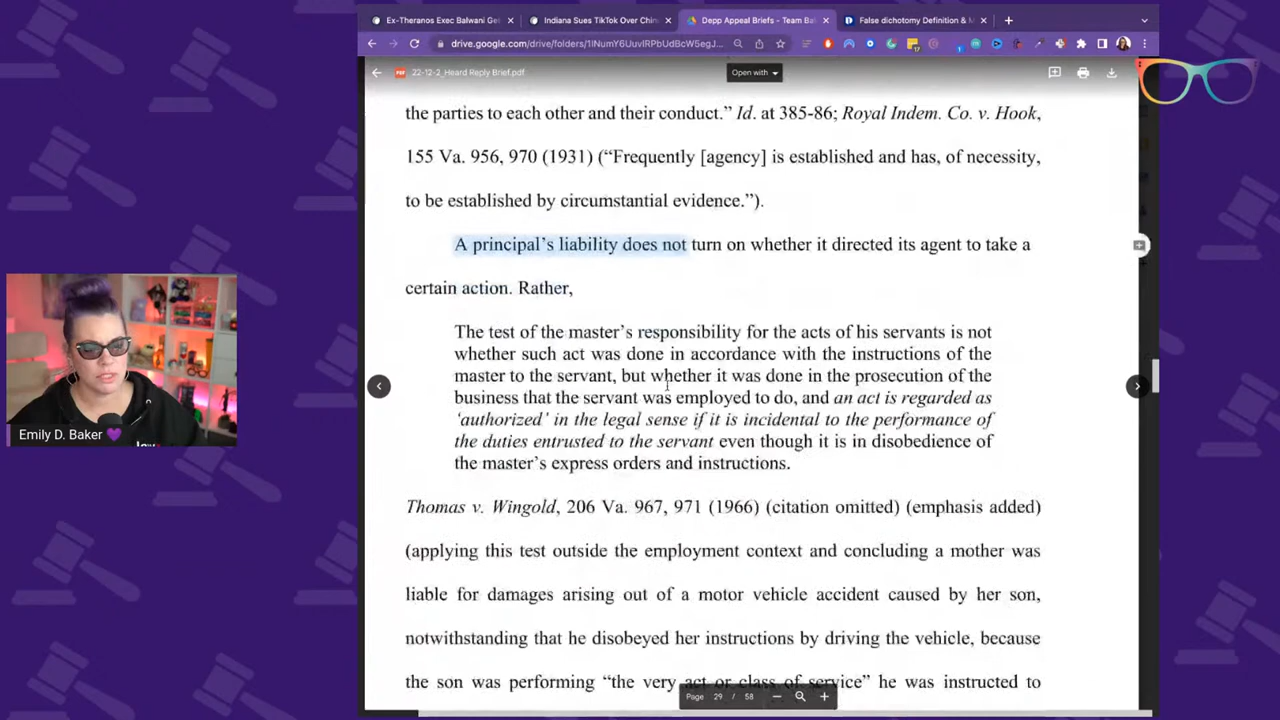 Ex-Theranos Exec Balwani Ge
Indiana Sues TikTok Over Chin
Depp Appeal Briefs - Team Ba
False dichotomy Definition & M
22-12-2_Heard Reply Brief.pdf
Open with
the parties to each other and their conduct.” Id. at 385-86; Royal Indem. Co. v. Hook,
155 Va. 956, 970 (1931) (“Frequently [agency] is established and has, of necessity,
to be established by circumstantial evidence.”).
A principal’s liability does not turn on whether it directed its agent to take a
certain action. Rather,
The test of the master’s responsibility for the acts of his servants is not
whether such act was done in accordance with the instructions of the
master to the servant, but whether it was done in the prosecution of the
business that the servant was employed to do, and an act is regarded as
‘authorized’ in the legal sense if it is incidental to the performance of
the duties entrusted to the servant even though it is in disobedience of
the master’s express orders and instructions.
Thomas v. Wingold, 206 Va. 967, 971 (1966) (citation omitted) (emphasis added)
(applying this test outside the employment context and concluding a mother was
liable for damages arising out of a motor vehicle accident caused by her son,
notwithstanding that he disobeyed her instructions by driving the vehicle, because
the son was performing “the very act or class of service” he was instructed to
Page 29 / 58
Emily D. Baker 💜